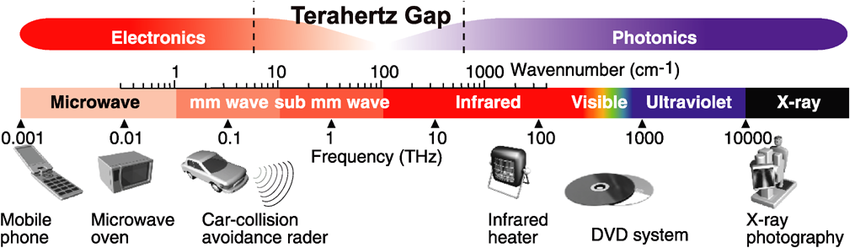 Terahertz Gap
Electronics
Photonics
1 10 100 1000 Wavennumber (cm-1)
Microwave mm wave sub mm wave Infrared Visible Ultraviolet X-ray
0.001 0.01 0.1 1 10 100 1000 10000
Frequency (THz)
Mobile
phone
Microwave
oven
Car-collision
avoidance rader
Infrared
heater
DVD system
X-ray
photography